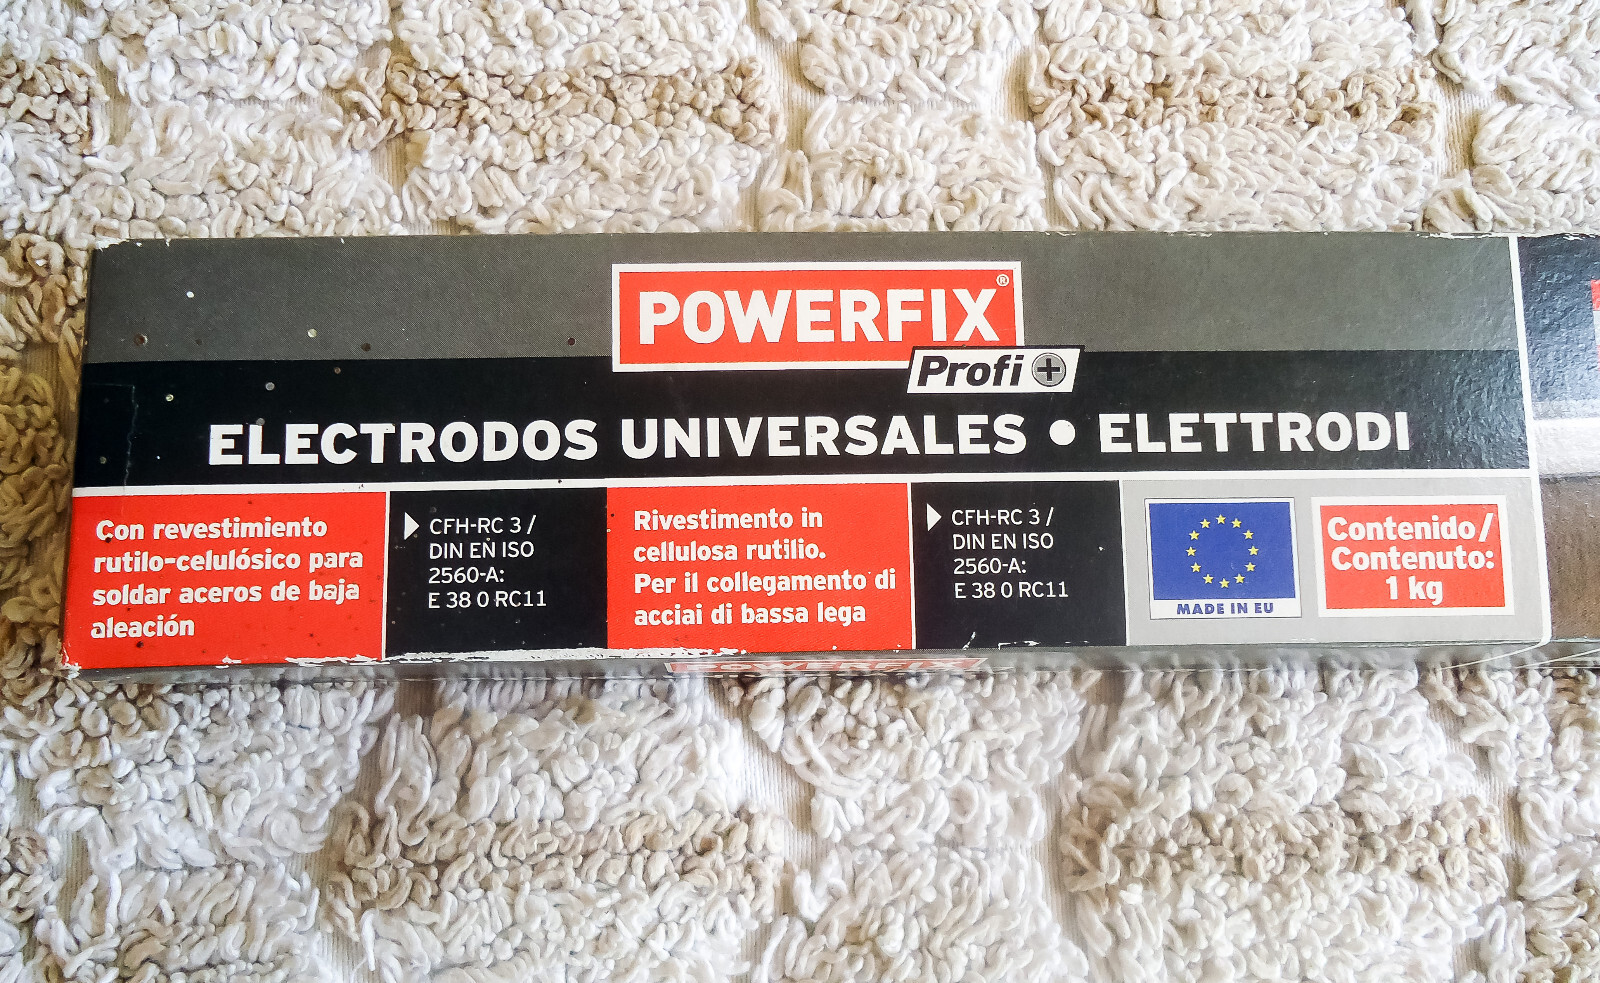 POWERFIX®
Profi+
ELECTRODOS UNIVERSALES • ELETTRODI
Con revestimiento
rutilo-celulósico para
soldar aceros de baja
aleación
CFH-RC 3 /
DIN EN ISO
2560-A:
E 38 0 RC11
Rivestimento in
cellulosa rutilio.
Per il collegamento di
acciai di bassa lega
CFH-RC 3 /
DIN EN ISO
2560-A:
E 38 0 RC11
MADE IN EU
Contenido/
Contenuto:
1 kg
POWERFIX